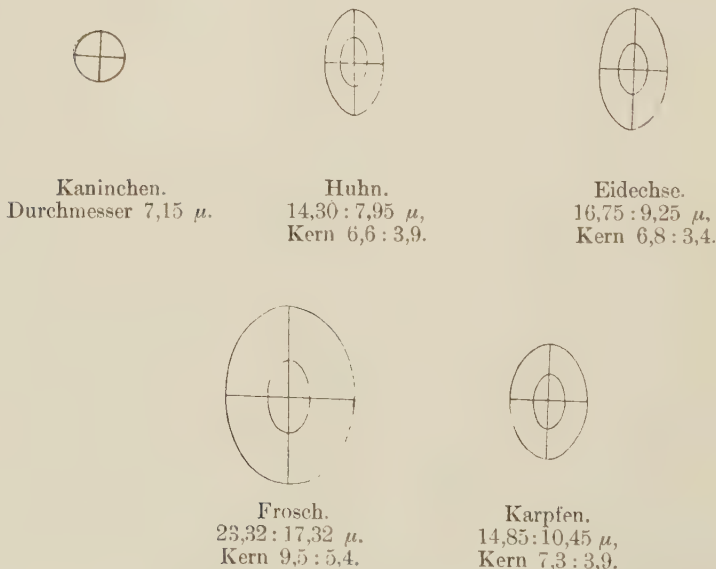 Kaninchen.
Durchmesser 7,15 μ.
Huhn.
14,30 : 7,95 μ,
Kern 6,6 : 3,9.
Eidechse.
16,75 : 9,25 μ,
Kern 6,8 : 3,4.
Frosch.
23,32 : 17,32 μ.
Kern 9,5 : 5,4.
Karpfen.
14,85 : 10,45 μ,
Kern 7,3 : 3,9.